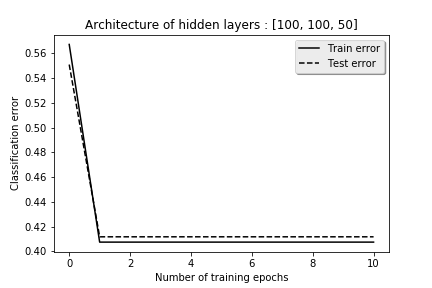 Architecture of hidden layers : [100, 100, 50]
Train error
Test error
Classification error
0.56
0.54
0.52
0.50
0.48
0.46
0.44
0.42
0.40
0 2 4 6 8 10
Number of training epochs